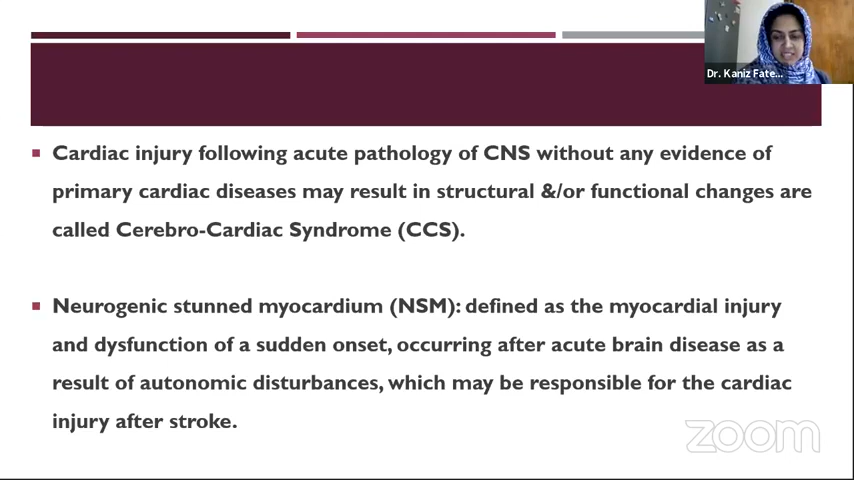 Dr. Kaniz Fate...
Cardiac injury following acute pathology of CNS without any evidence of
primary cardiac diseases may result in structural &/or functional changes are
called Cerebro-Cardiac Syndrome (CCS).
Neurogenic stunned myocardium (NSM): defined as the myocardial injury
and dysfunction of a sudden onset, occurring after acute brain disease as a
result of autonomic disturbances, which may be responsible for the cardiac
injury after stroke.
zoom